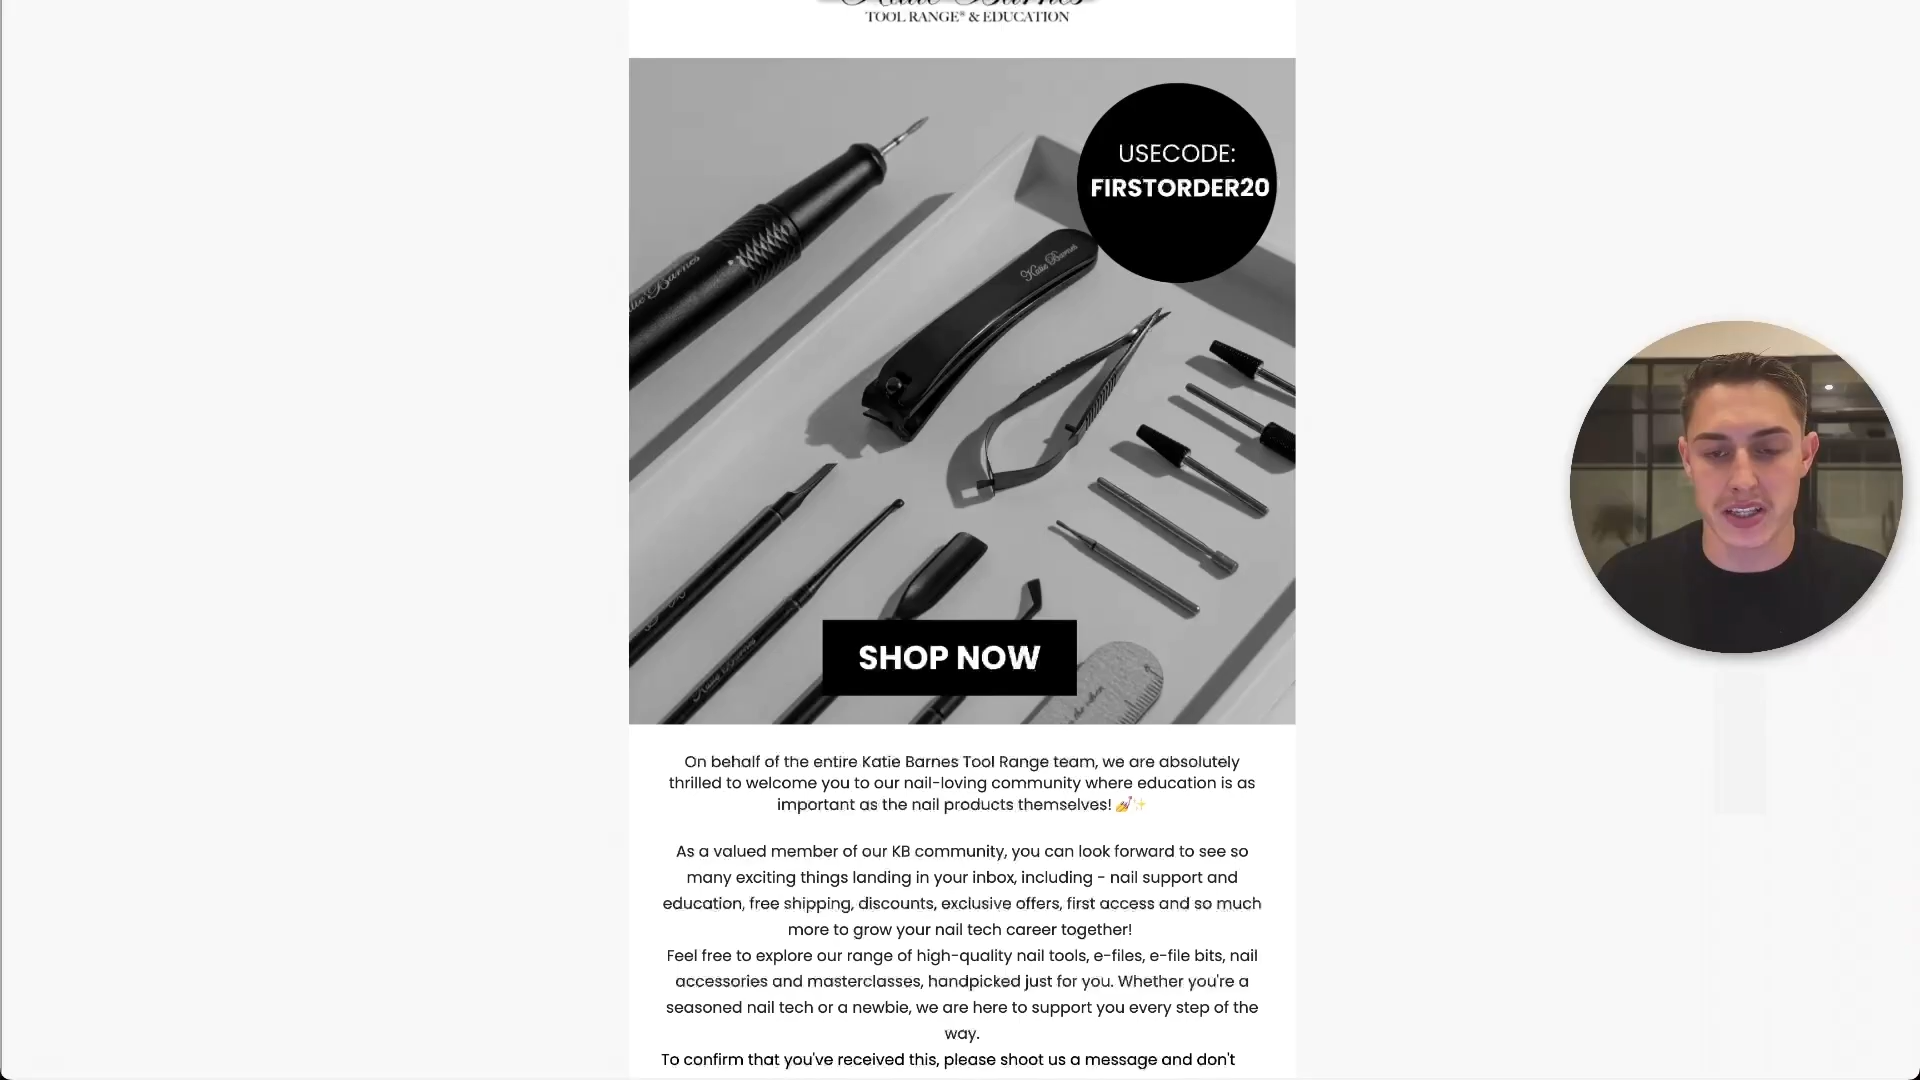 Katie Barnes
TOOL RANGE® & EDUCATION
USECODE:
FIRSTORDER20
Katie Barnes
Katie Barnes
SHOP NOW
On behalf of the entire Katie Barnes Tool Range team, we are absolutely
thrilled to welcome you to our nail-loving community where education is as
important as the nail products themselves! 💅✨
As a valued member of our KB community, you can look forward to see so
many exciting things landing in your inbox, including - nail support and
education, free shipping, discounts, exclusive offers, first access and so much
more to grow your nail tech career together!
Feel free to explore our range of high-quality nail tools, e-files, e-file bits, nail
accessories and masterclasses, handpicked just for you. Whether you're a
seasoned nail tech or a newbie, we are here to support you every step of the
way.
To confirm that you've received this, please shoot us a message and don't